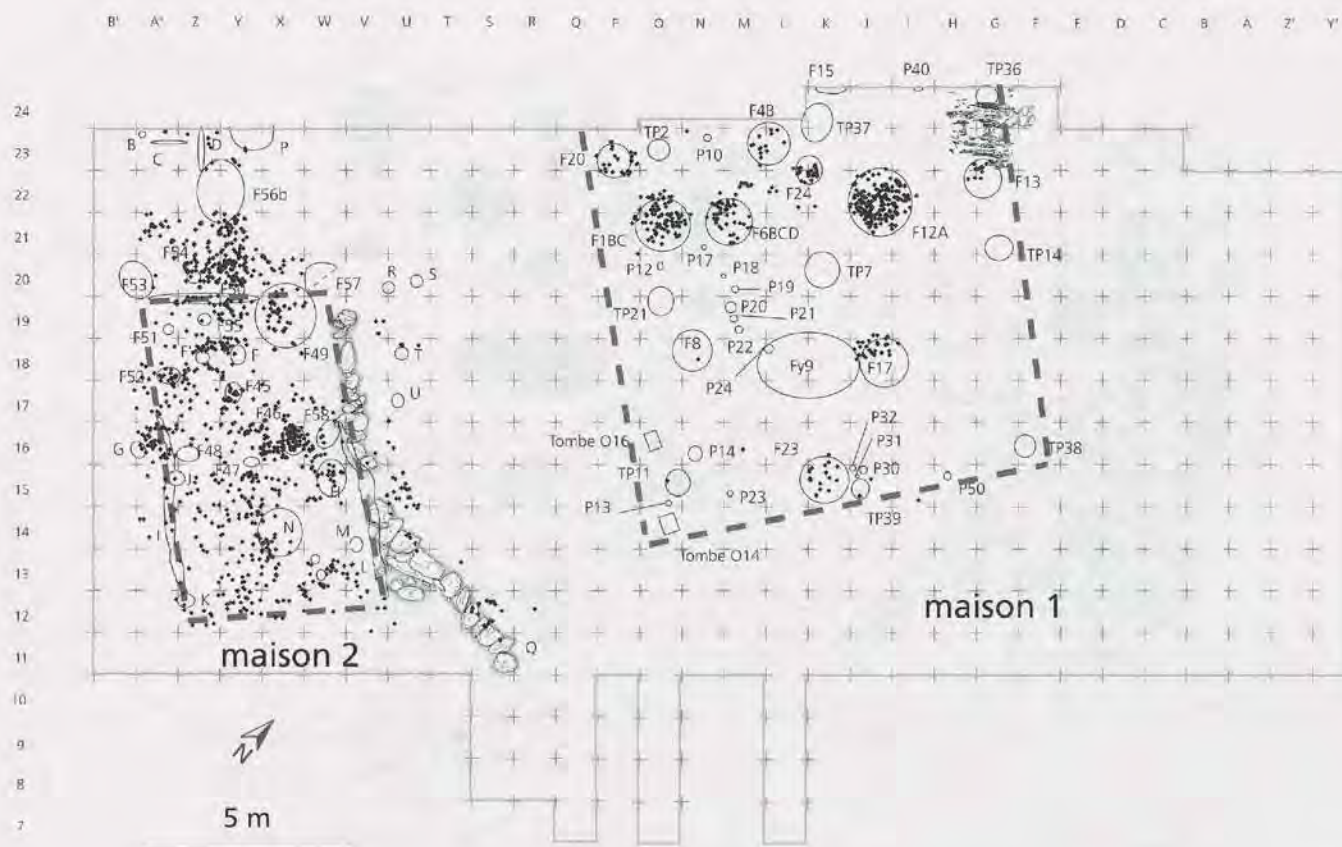 B' A' Z Y X W V U T S R Q P O N M L K J I H G F E D C B A Z' Y'
F15 P40 TP36
24
F4B
TP2 TP37
B D P
C
23
F20 P10
F13
22
F56b F24
F1BC F6BCD F12A
21
F54 P17 TP14
P12 P18
20
F53 F57 R S TP7
P19
TP21 P20 P21
19
F51 F55
F49 T F8 P22
18
F F52 F45 Fy9 F17
P24
17
U
F46 F58 P32
Tombe O16 P31
16
G F48 P14 F23 P30 TP38
F47 TP11
15
J H P23 P50
P13
I N M TP39
14
Tombe O14
13
L
K
12
maison 1
maison 2 Q
11
10
9
N
8
5 m
7